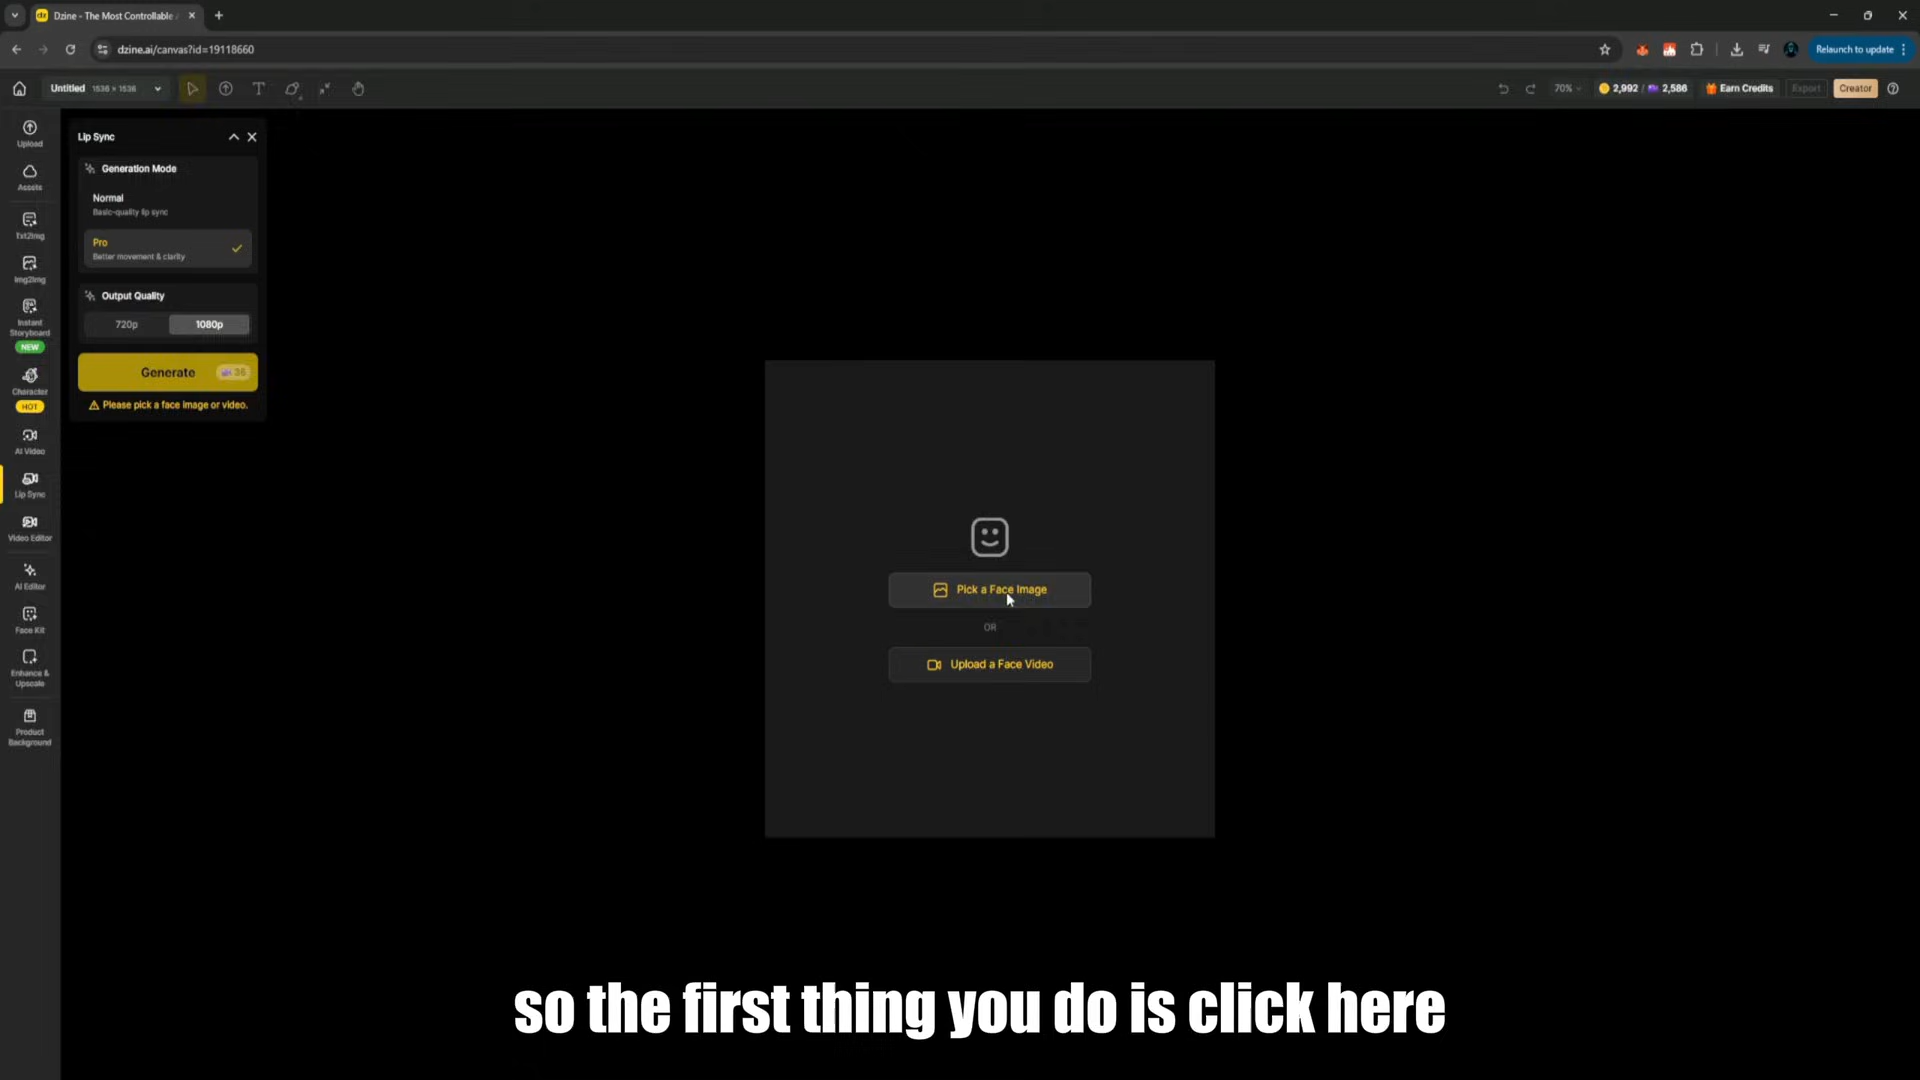 Dzine - The Most Controllable
dzine.ai/canvas?id=19118660
Relaunch to update
Untitled 1536 × 1536
70%
2,992 / 2,586
Earn Credits
Export
Creator
Upload
Assets
Txt2Img
Img2Img
Instant
Storyboard
NEW
Character
HOT
AI Video
Lip Sync
Video Editor
AI Editor
Face Kit
Enhance &
Upscale
Product
Background
Lip Sync
Generation Mode
Normal
Basic-quality lip sync
Pro
Better movement & clarity
Output Quality
720p 1080p
Generate 36
Please pick a face image or video.
Pick a Face Image
OR
Upload a Face Video
so the first thing you do is click here